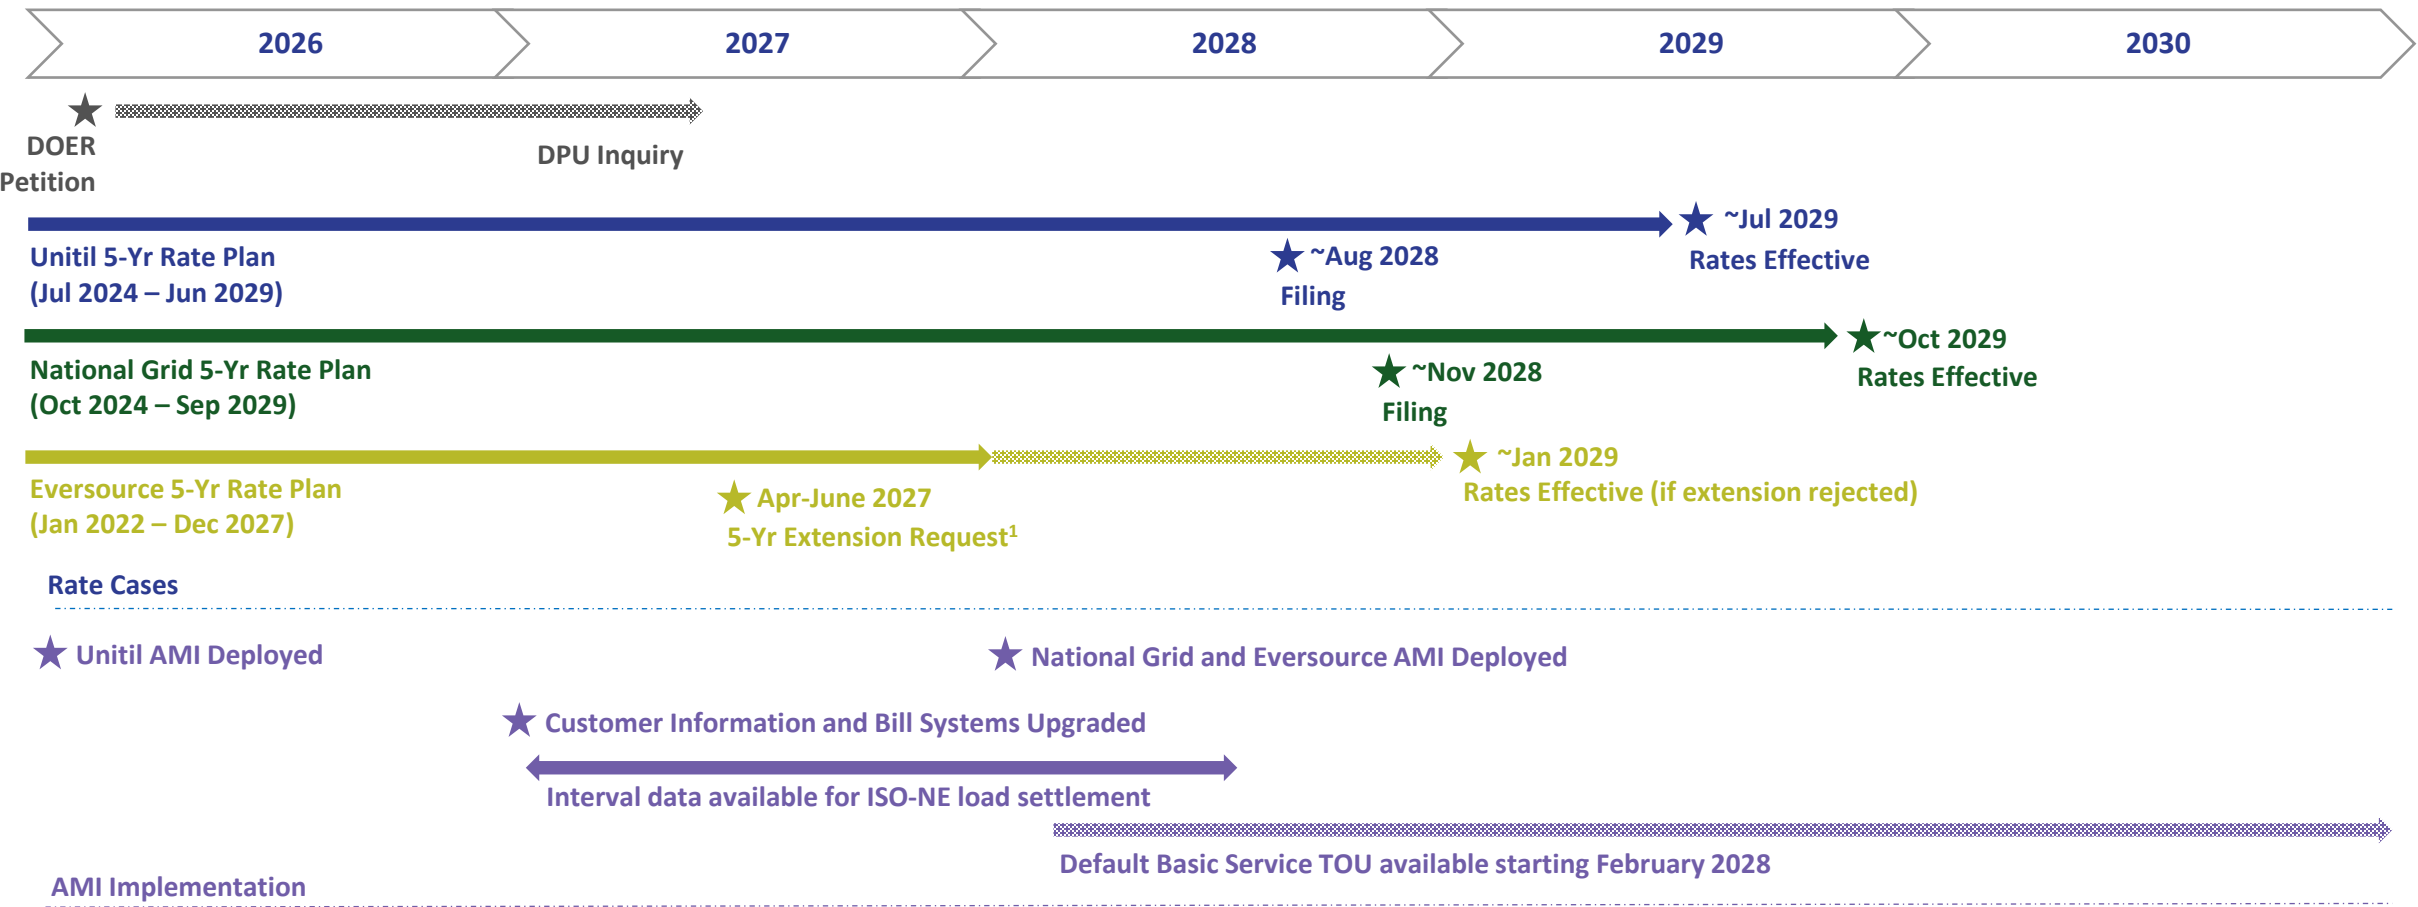 2026
2027
2028
2029
2030
DOER
Petition
DPU Inquiry
~Jul 2029
Rates Effective
Unitil 5-Yr Rate Plan
(Jul 2024 – Jun 2029)
~Aug 2028
Filing
~Oct 2029
Rates Effective
National Grid 5-Yr Rate Plan
(Oct 2024 – Sep 2029)
~Nov 2028
Filing
~Jan 2029
Rates Effective (if extension rejected)
Eversource 5-Yr Rate Plan
(Jan 2022 – Dec 2027)
Apr-June 2027
5-Yr Extension Request¹
Rate Cases
Unitil AMI Deployed
National Grid and Eversource AMI Deployed
Customer Information and Bill Systems Upgraded
Interval data available for ISO-NE load settlement
Default Basic Service TOU available starting February 2028
AMI Implementation